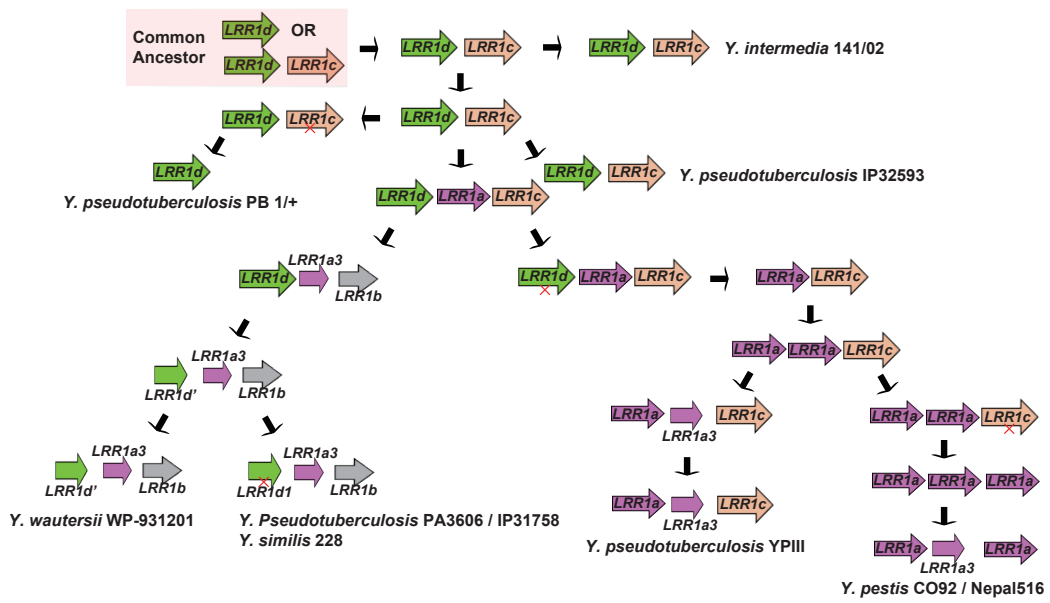 Common Ancestor
LRR1d OR
LRR1d LRR1c
LRR1d LRR1c
LRR1d LRR1c Y. intermedia 141/02
LRR1d LRR1c
LRR1d LRR1c
LRR1d
Y. pseudotuberculosis PB 1/+
LRR1d LRR1c Y. pseudotuberculosis IP32593
LRR1d LRR1a LRR1c
LRR1d LRR1a3 LRR1b
LRR1d LRR1a LRR1c
LRR1a LRR1c
LRR1a LRR1a LRR1c
LRR1d' LRR1a3 LRR1b
LRR1a LRR1a3 LRR1c
LRR1a LRR1a LRR1c
LRR1d' LRR1a3 LRR1b
Y. wautersii WP-931201
LRR1d1 LRR1a3 LRR1b
Y. Pseudotuberculosis PA3606 / IP31758
Y. similis 228
LRR1a LRR1a3 LRR1c
Y. pseudotuberculosis YPIII
LRR1a LRR1a LRR1a
LRR1a LRR1a3 LRR1a
Y. pestis CO92 / Nepal516